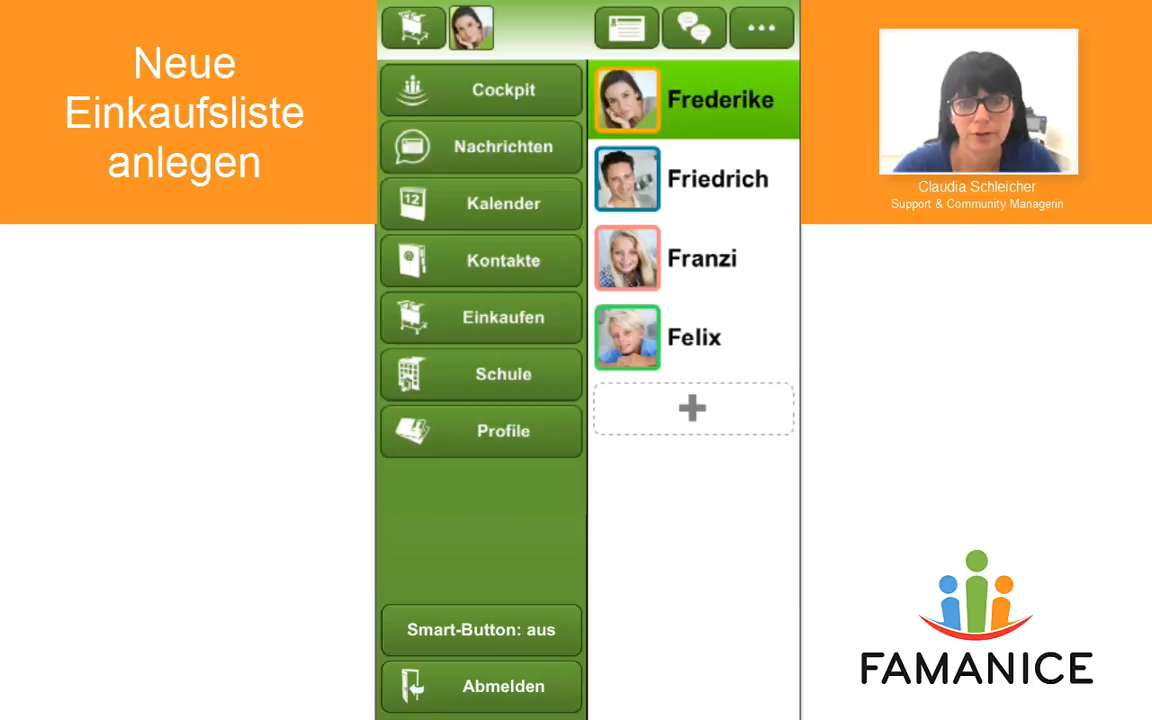 Neue
Einkaufsliste
anlegen
Cockpit
Nachrichten
12
Kalender
Kontakte
Einkaufen
Schule
Profile
Smart-Button: aus
Abmelden
Frederike
Friedrich
Franzi
Felix
Claudia Schleicher
Support & Community Managerin
FAMANICE